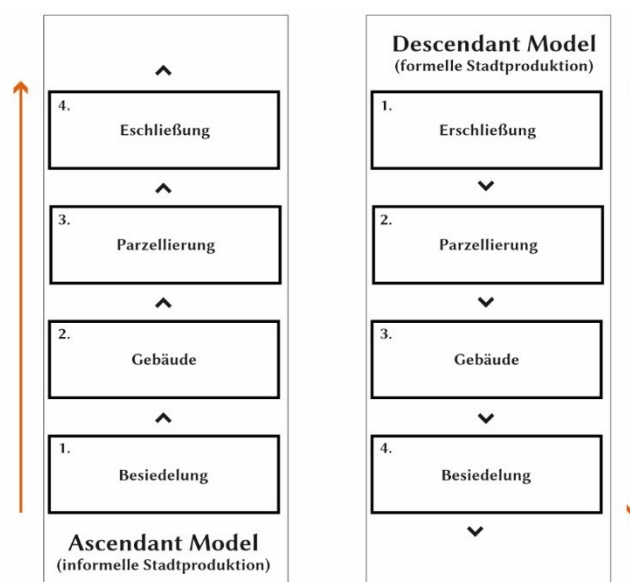 4.
Eschließung
3.
Parzellierung
2.
Gebäude
1.
Besiedelung
Ascendant Model
(informelle Stadtproduktion)
Descendant Model
(formelle Stadtproduktion)
1.
Erschließung
2.
Parzellierung
3.
Gebäude
4.
Besiedelung